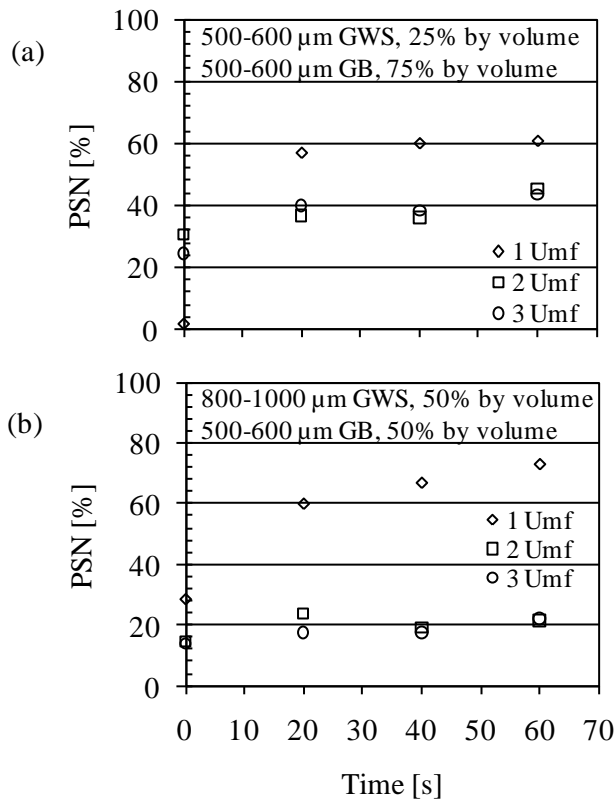 (a)
500-600 µm GWS, 25% by volume
500-600 µm GB, 75% by volume
PSN [%]
100
80
60
40
20
0
1 Umf
2 Umf
3 Umf
(b)
800-1000 µm GWS, 50% by volume
500-600 µm GB, 50% by volume
PSN [%]
100
80
60
40
20
0
1 Umf
2 Umf
3 Umf
0 10 20 30 40 50 60 70
Time [s]